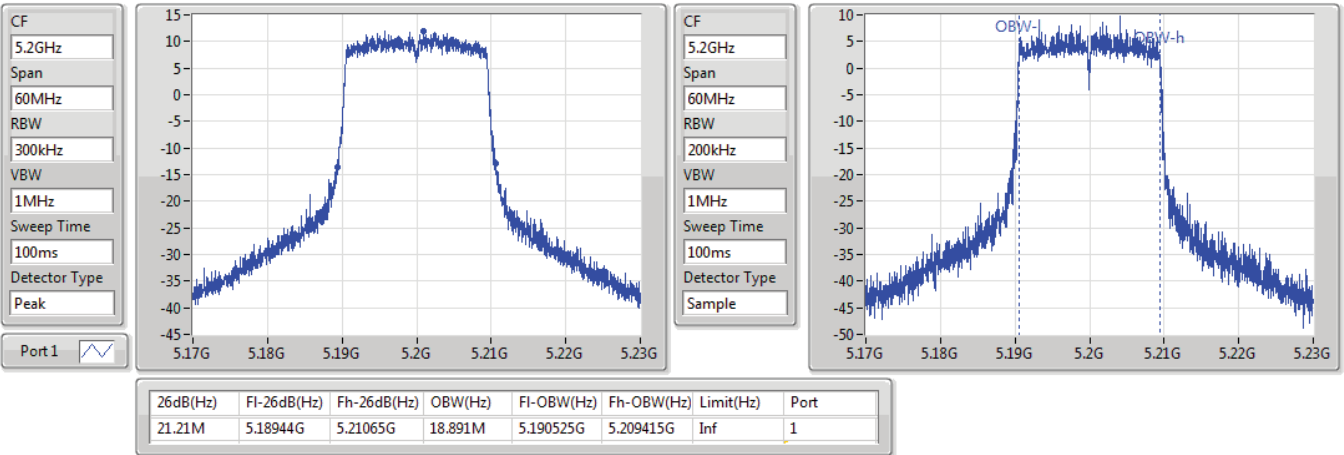 CF
5.2GHz
Span
60MHz
RBW
300kHz
VBW
1MHz
Sweep Time
100ms
Detector Type
Peak
Port 1
15-
10-
5-
0-
-5-
-10-
-15-
-20-
-25-
-30-
-35-
-40-
-45-
5.17G 5.18G 5.19G 5.2G 5.21G 5.22G 5.23G
CF
5.2GHz
Span
60MHz
RBW
200kHz
VBW
1MHz
Sweep Time
100ms
Detector Type
Sample
10-
5-
0-
-5-
-10-
-15-
-20-
-25-
-30-
-35-
-40-
-45-
-50-
OBW-l
OBW-h
5.17G 5.18G 5.19G 5.2G 5.21G 5.22G 5.23G
26dB(Hz) Fl-26dB(Hz) Fh-26dB(Hz) OBW(Hz) Fl-OBW(Hz) Fh-OBW(Hz) Limit(Hz) Port
21.21M 5.18944G 5.21065G 18.891M 5.190525G 5.209415G Inf 1